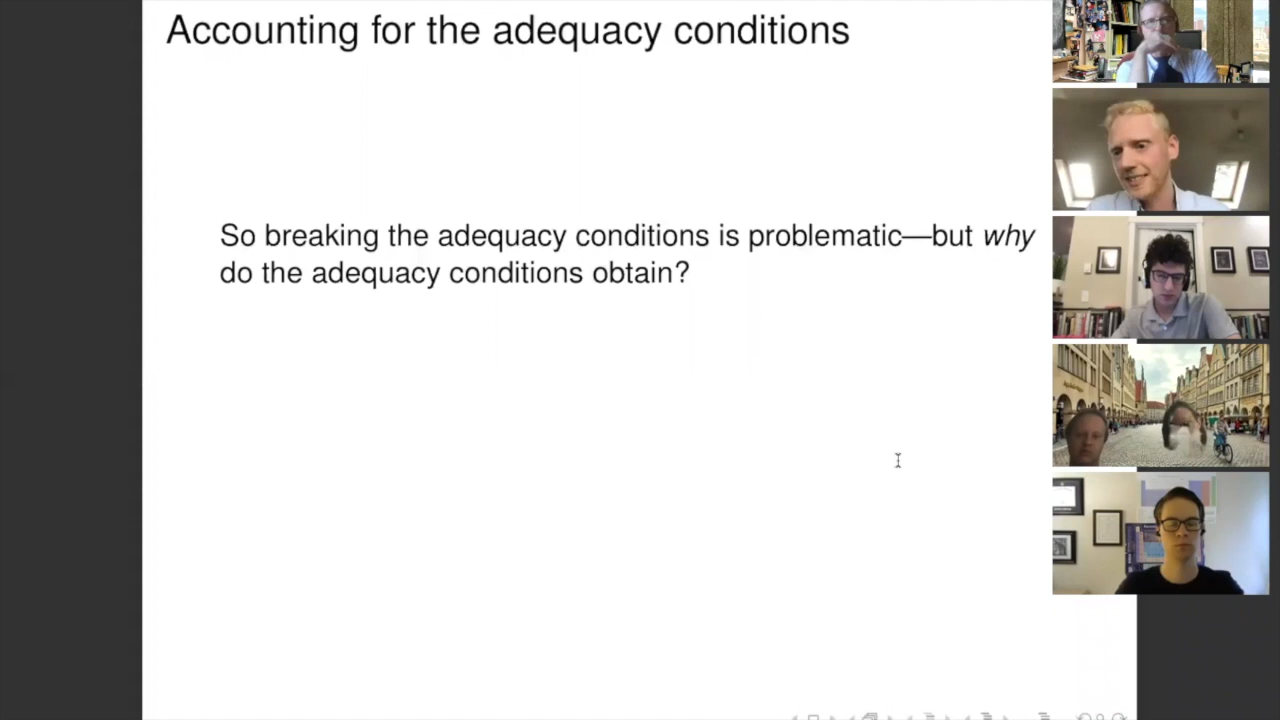 Accounting for the adequacy conditions
So breaking the adequacy conditions is problematic—but why
do the adequacy conditions obtain?